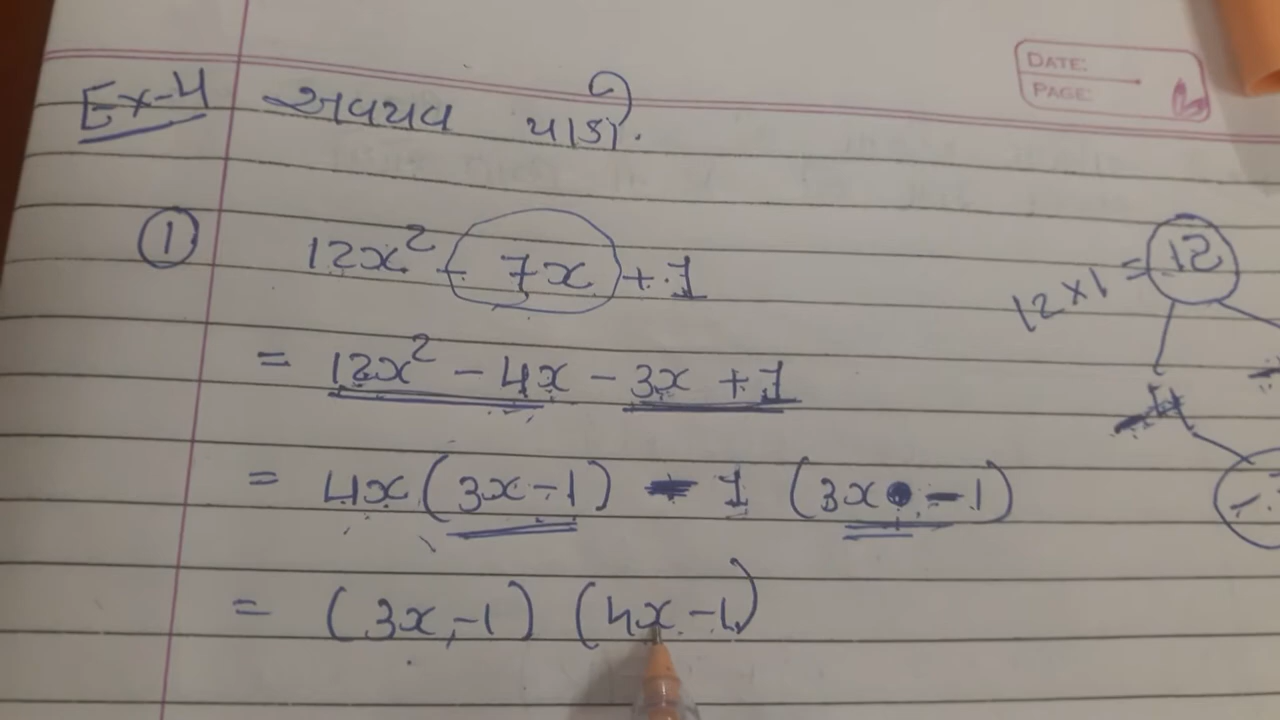 DATE:
PAGE:
Ex-4 અવયવ પાડો.
① 12x² - 7x + 1
12 × 1 = 12
= 12x² - 4x - 3x + 1
= 4x (3x - 1) - 1 (3x - 1)
= (3x - 1) (4x - 1)